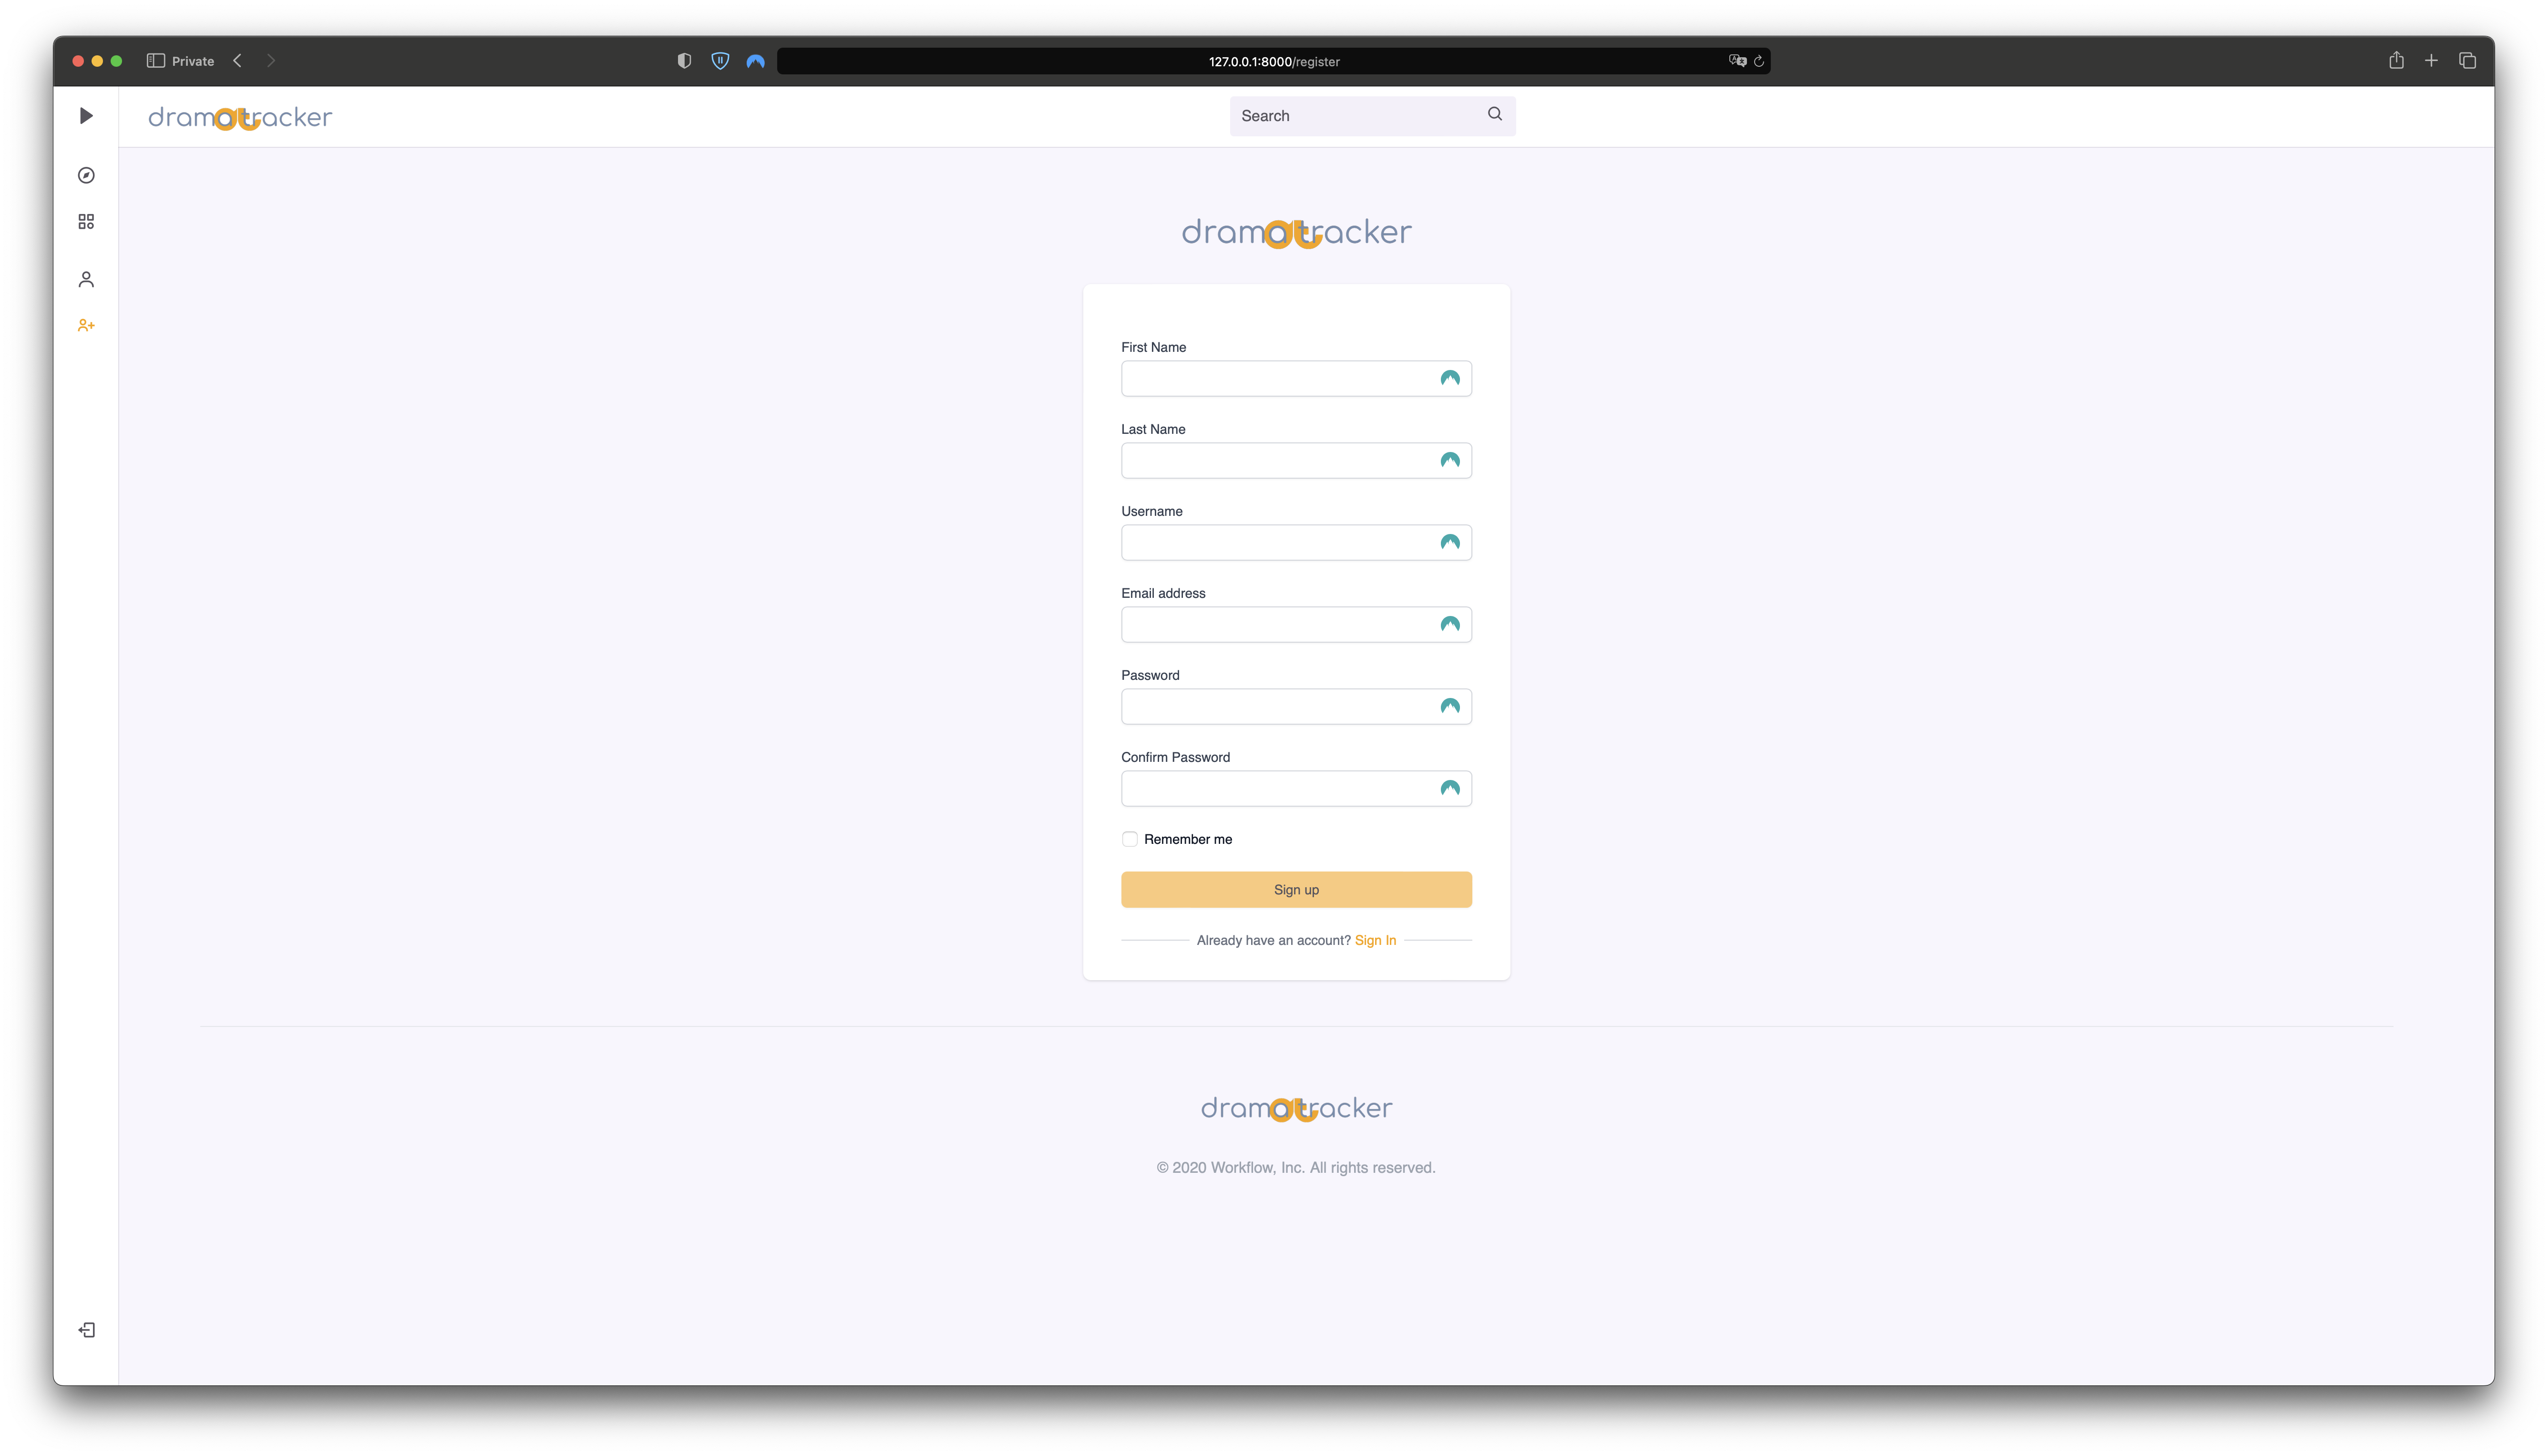 Private
127.0.0.1:8000/register
dramatracker
Search
dramatracker
First Name
Last Name
Username
Email address
Password
Confirm Password
Remember me
Sign up
Already have an account? Sign In
dramatracker
© 2020 Workflow, Inc. All rights reserved.